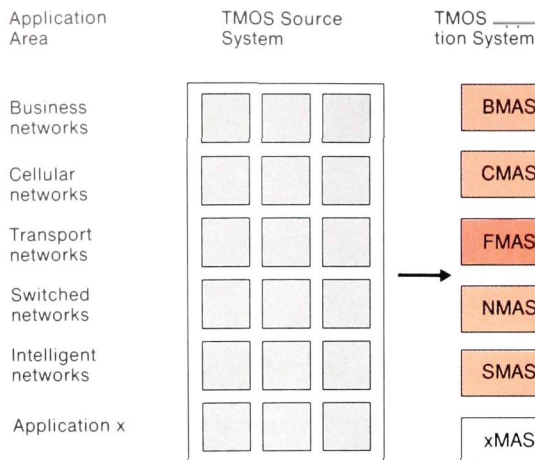 Application
Area
TMOS Source
System
TMOS
tion System
Business
networks
Cellular
networks
Transport
networks
Switched
networks
Intelligent
networks
Application x
BMAS
CMAS
FMAS
NMAS
SMAS
xMAS